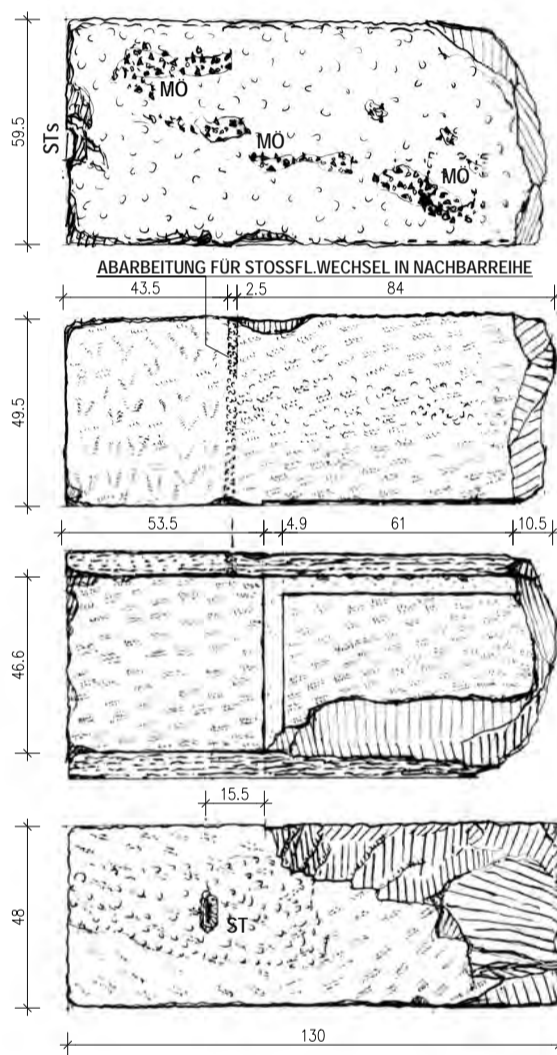 59.5
STs
MÖ
MÖ
MÖ
ABARBEITUNG FÜR STOSSFL.WECHSEL IN NACHBARREIHE
43.5 2.5 84
49.5
53.5 4.9 61 10.5
46.6
15.5
48
ST
130